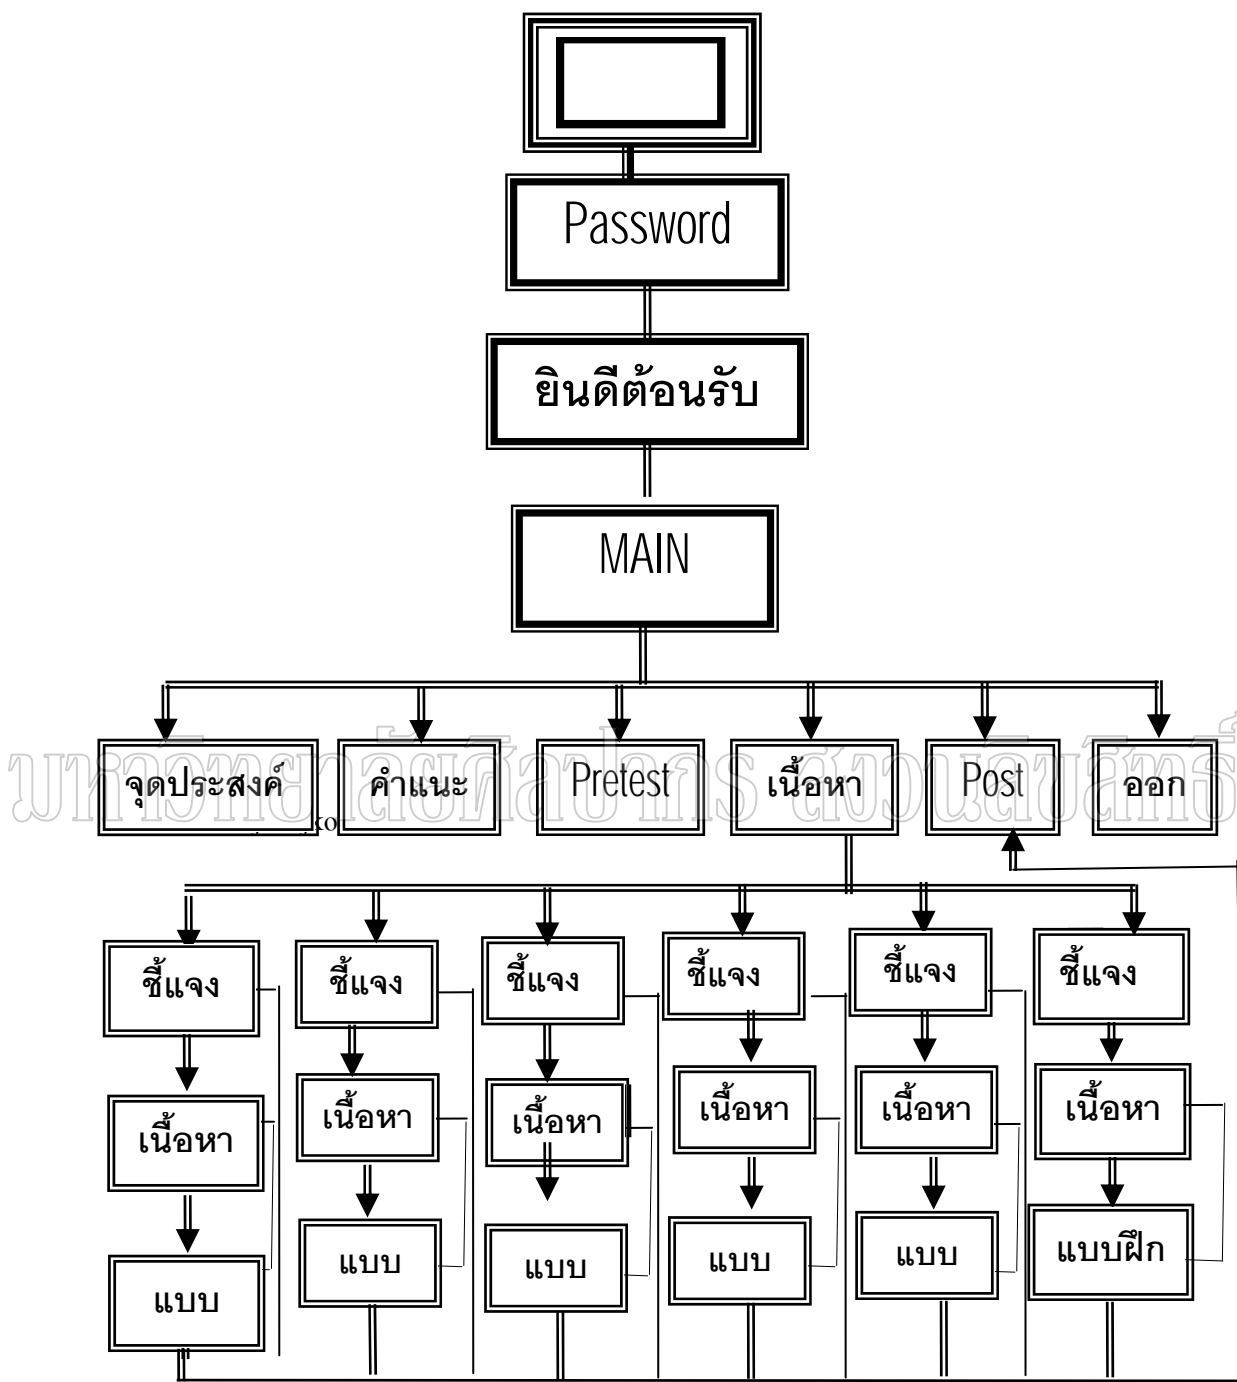 Password
ยินดีต้อนรับ
MAIN
มหาวิทยาลัยศิลปากร สงวนลิขสิทธิ์
จุดประสงค์
คำแนะ
Pretest
เนื้อหา
Post
ออก
ชี้แจง
ชี้แจง
ชี้แจง
ชี้แจง
ชี้แจง
ชี้แจง
เนื้อหา
เนื้อหา
เนื้อหา
เนื้อหา
เนื้อหา
เนื้อหา
แบบ
แบบ
แบบ
แบบ
แบบ
แบบฝึก